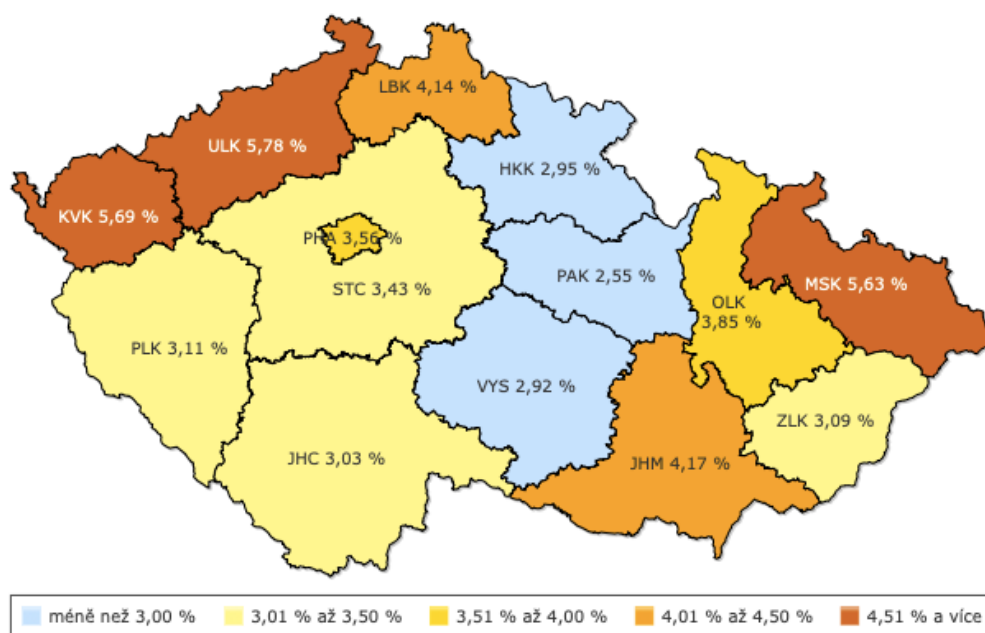 LBK 4,14 %
ULK 5,78 %
HKK 2,95 %
KVK 5,69 %
PHA 3,56 %
STC 3,43 %
PAK 2,55 %
MSK 5,63 %
OLK
3,85 %
PLK 3,11 %
VYS 2,92 %
ZLK 3,09 %
JHC 3,03 %
JHM 4,17 %
méně než 3,00 % 3,01 % až 3,50 % 3,51 % až 4,00 % 4,01 % až 4,50 % 4,51 % a více